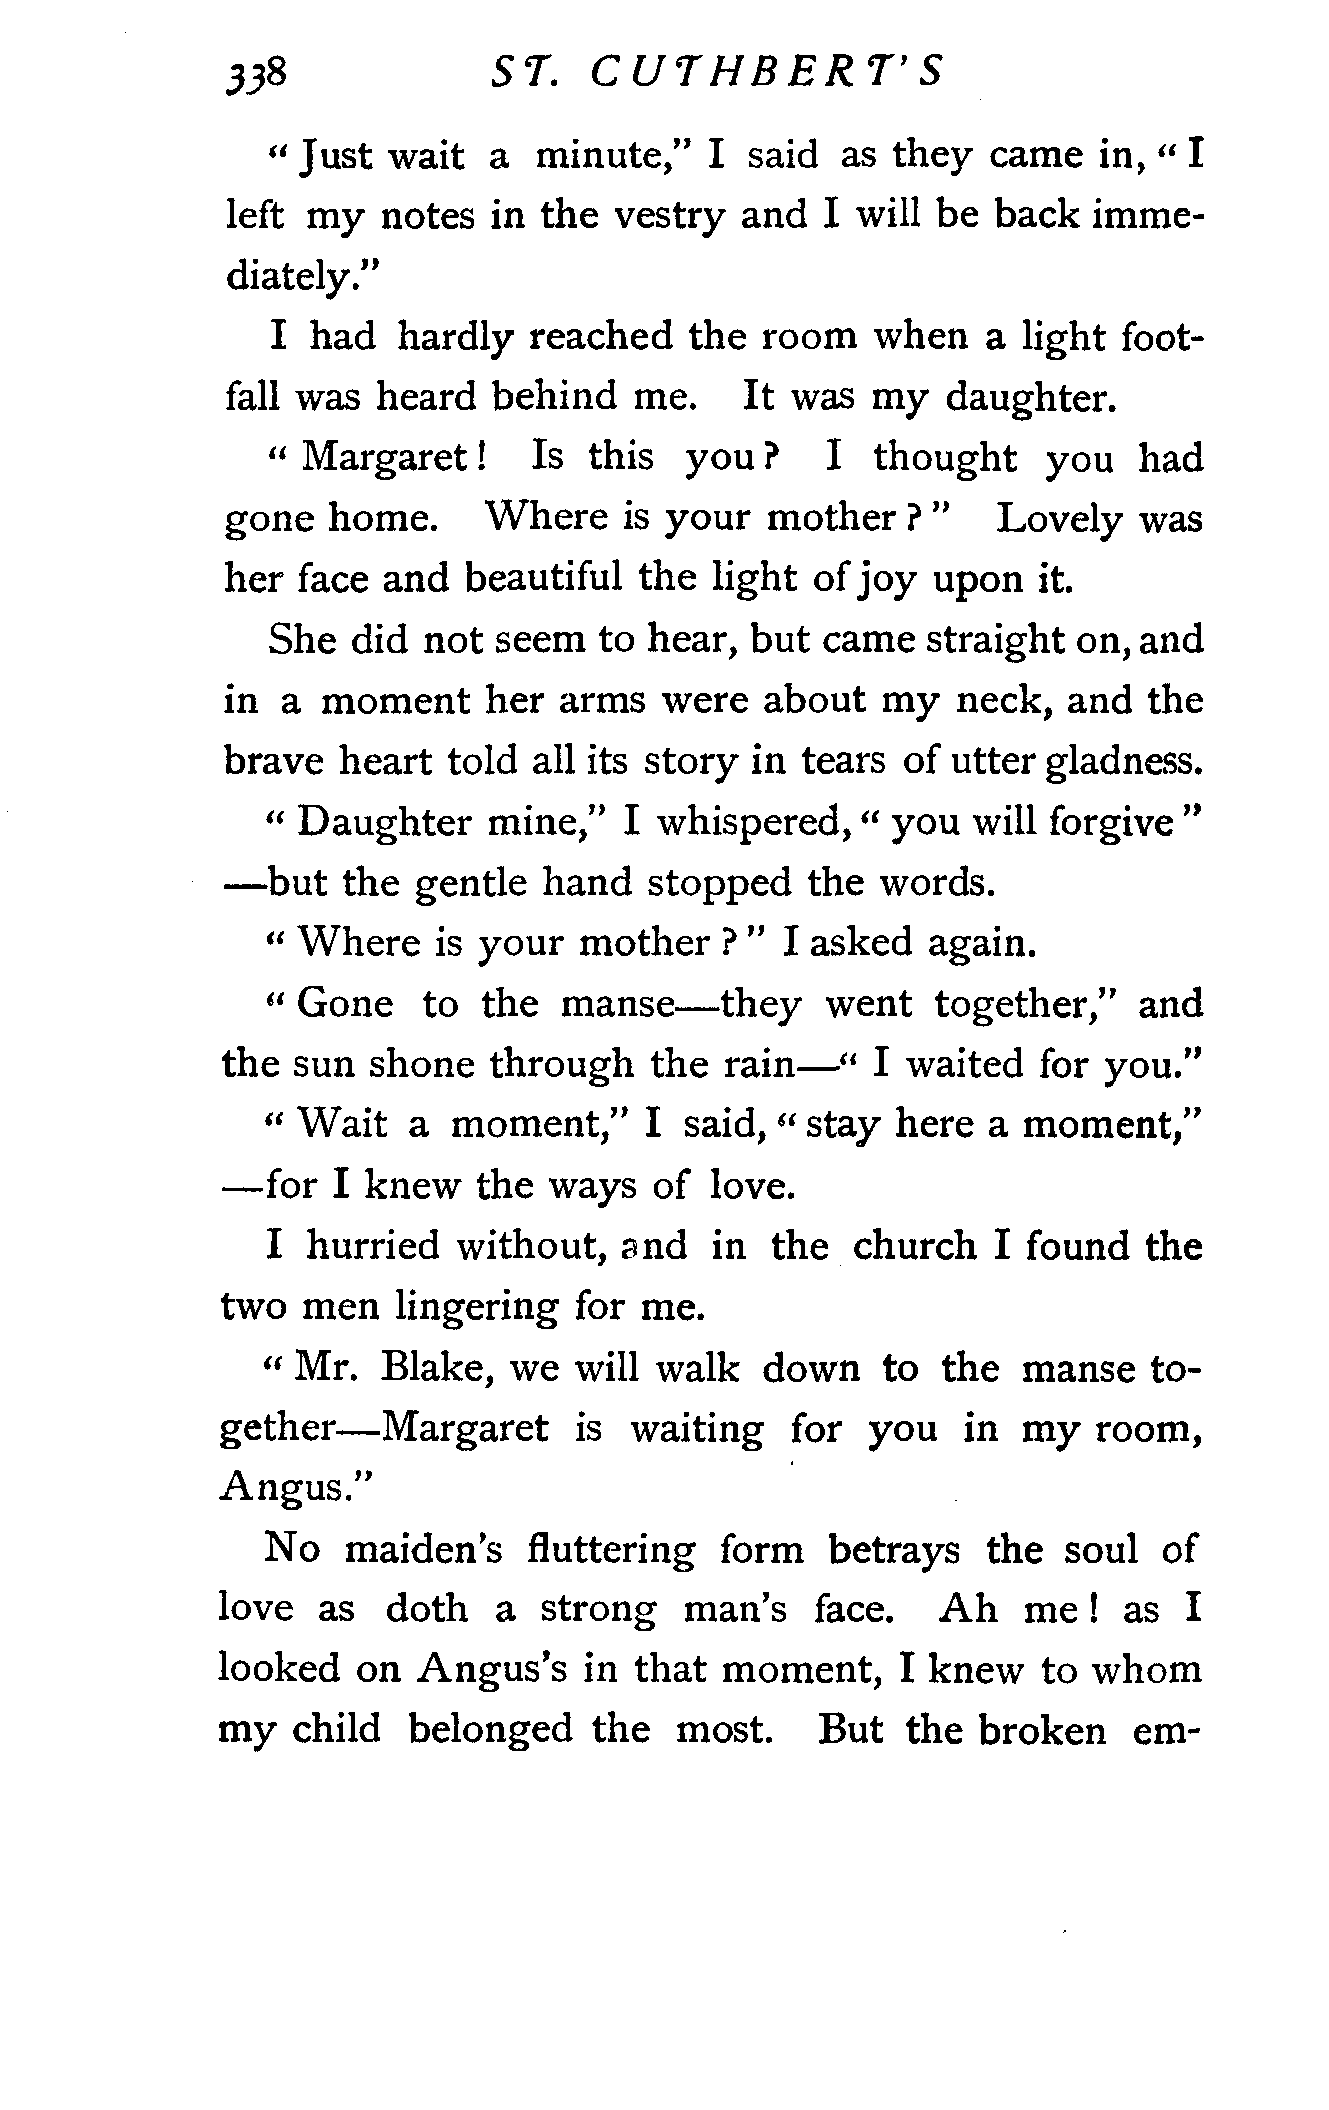 338 ST. CUTHBERT'S
" Just wait a minute," I said as they came in, " I
left my notes in the vestry and I will be back imme-
diately."
I had hardly reached the room when a light foot-
fall was heard behind me. It was my daughter.
" Margaret ! Is this you ? I thought you had
gone home. Where is your mother ? " Lovely was
her face and beautiful the light of joy upon it.
She did not seem to hear, but came straight on, and
in a moment her arms were about my neck, and the
brave heart told all its story in tears of utter gladness.
" Daughter mine," I whispered, " you will forgive "
—but the gentle hand stopped the words.
" Where is your mother ? " I asked again.
" Gone to the manse—they went together," and
the sun shone through the rain—" I waited for you."
" Wait a moment," I said, " stay here a moment,"
—for I knew the ways of love.
I hurried without, and in the church I found the
two men lingering for me.
" Mr. Blake, we will walk down to the manse to-
gether—Margaret is waiting for you in my room,
Angus."
No maiden's fluttering form betrays the soul of
love as doth a strong man's face. Ah me ! as I
looked on Angus's in that moment, I knew to whom
my child belonged the most. But the broken em-